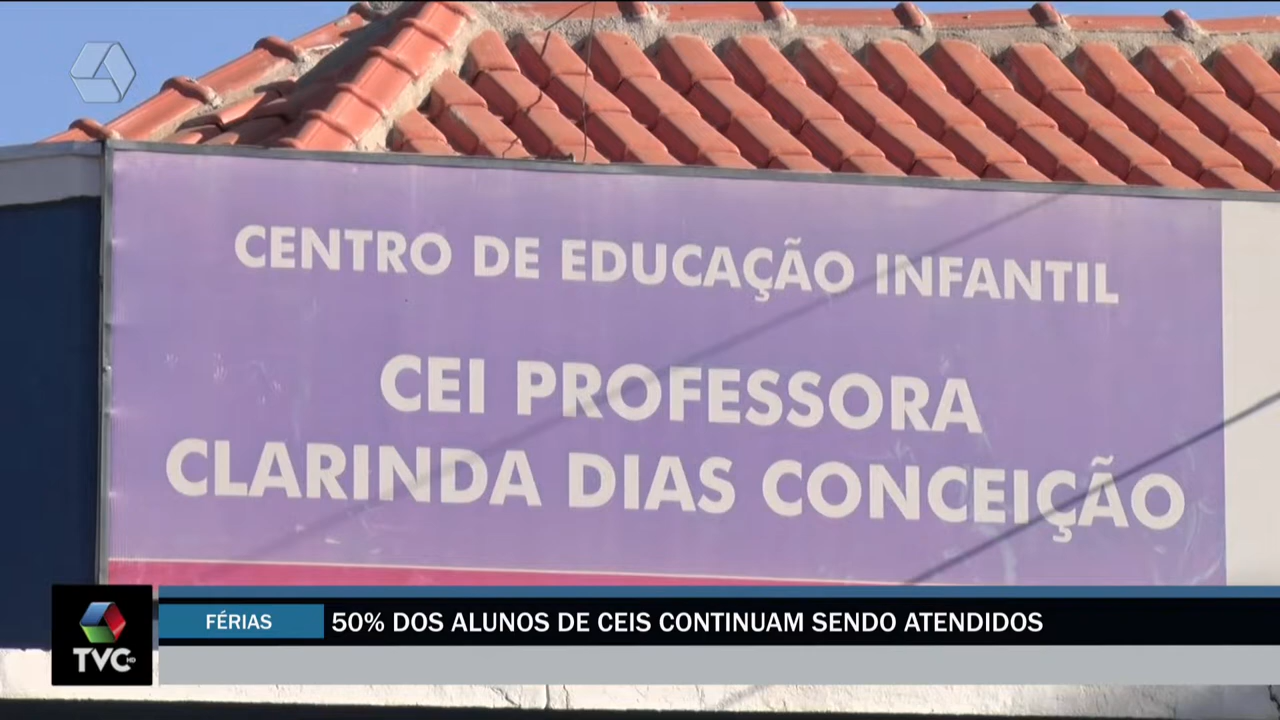 CENTRO DE EDUCAÇÃO INFANTIL
CEI PROFESSORA
CLARINDA DIAS CONCEIÇÃO
FÉRIAS
50% DOS ALUNOS DE CEIS CONTINUAM SENDO ATENDIDOS
TVC HD